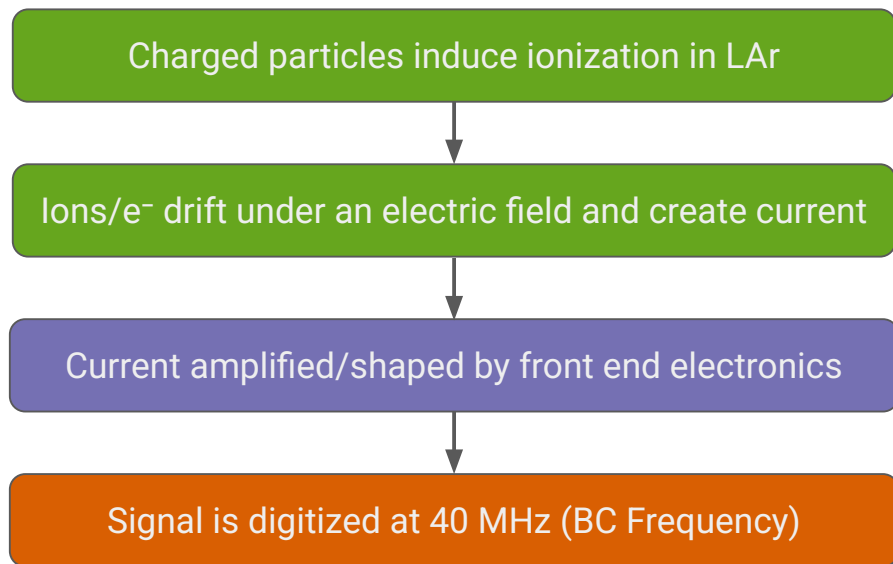 Charged particles induce ionization in LAr
Ions/e⁻ drift under an electric field and create current
Current amplified/shaped by front end electronics
Signal is digitized at 40 MHz (BC Frequency)